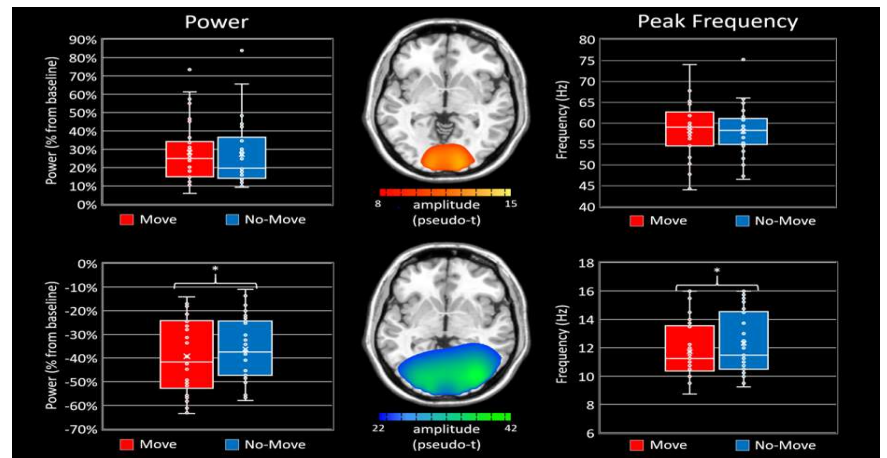 Power
Peak Frequency
Power (% from baseline)
90%
80%
70%
60%
50%
40%
30%
20%
10%
0%
Move
No-Move
8
amplitude
(pseudo-t)
15
Frequency (Hz)
80
75
70
65
60
55
50
45
40
Move
No-Move
Power (% from baseline)
0%
-10%
-20%
-30%
-40%
-50%
-60%
-70%
*
Move
No-Move
22
amplitude
(pseudo-t)
42
Frequency (Hz)
18
16
14
12
10
8
6
*
Move
No-Move